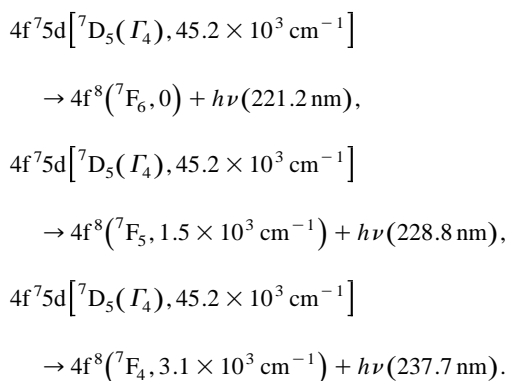 4f⁷5d[⁷D₅(Γ₄), 45.2 × 10³ cm⁻¹]
→ 4f⁸(⁷F₆, 0) + hν(221.2 nm),
4f⁷5d[⁷D₅(Γ₄), 45.2 × 10³ cm⁻¹]
→ 4f⁸(⁷F₅, 1.5 × 10³ cm⁻¹) + hν(228.8 nm),
4f⁷5d[⁷D₅(Γ₄), 45.2 × 10³ cm⁻¹]
→ 4f⁸(⁷F₄, 3.1 × 10³ cm⁻¹) + hν(237.7 nm).